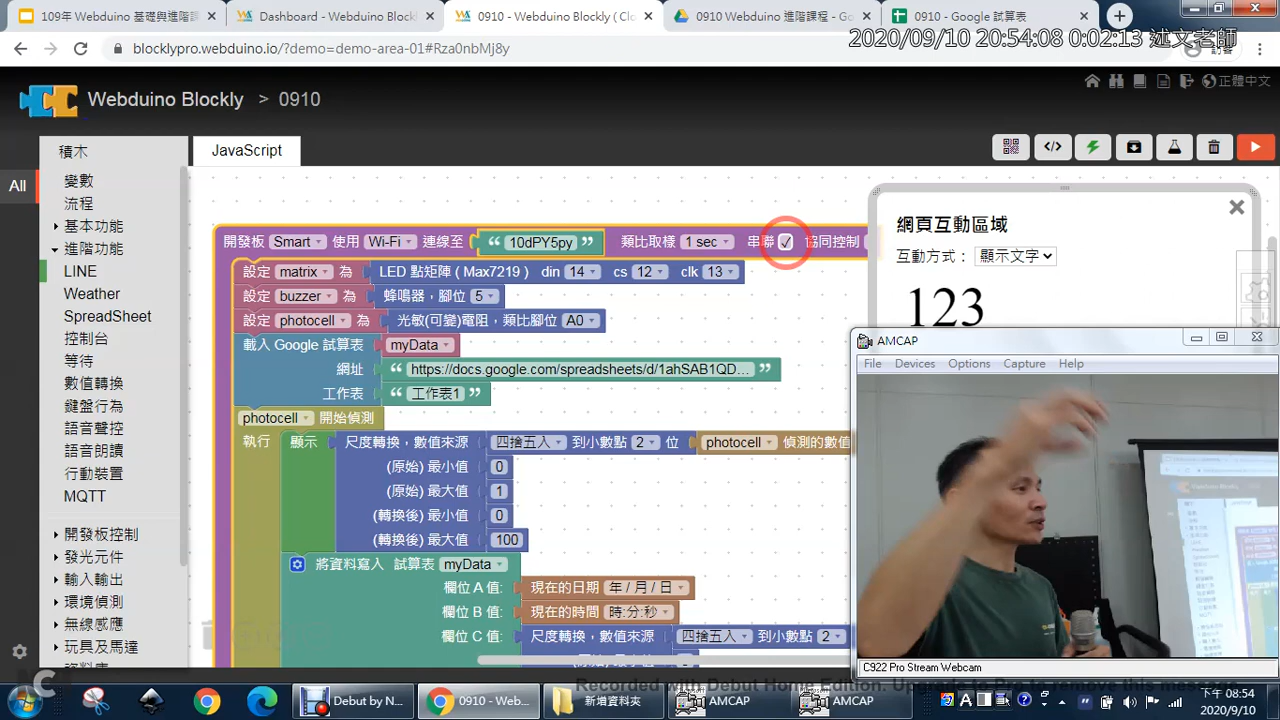 109年 Webduino 基礎與進階課
Dashboard - Webduino Blockl
0910 - Webduino Blockly ( Clo
0910 Webduino 進階課程 - Go
0910 - Google 試算表
2020/09/10 20:54:08 0:02:13 述文老師
blocklypro.webduino.io/?demo=demo-area-01#Rza0nbMj8y
Webduino Blockly > 0910
正體中文
積木
JavaScript
All
變數
流程
基本功能
進階功能
LINE
Weather
SpreadSheet
控制台
等待
數值轉換
鍵盤行為
語音聲控
語音朗讀
行動裝置
MQTT
開發板控制
發光元件
輸入輸出
環境偵測
無線感應
玩具及馬達
開發板 Smart 使用 Wi-Fi 連線至 “ 10dPY5py ” 類比取樣 1 sec 串聯 協同控制
設定 matrix 為 LED 點矩陣 ( Max7219 ) din 14 cs 12 clk 13
設定 buzzer 為 蜂鳴器，腳位 5
設定 photocell 為 光敏(可變)電阻，類比腳位 A0
載入 Google 試算表 myData
網址 “ https://docs.google.com/spreadsheets/d/1ahSAB1QD... ”
工作表 “ 工作表1 ”
photocell 開始偵測
執行 顯示 尺度轉換，數值來源 四捨五入 到小數點 2 位 photocell 偵測的數值
(原始) 最小值 0
(原始) 最大值 1
(轉換後) 最小值 0
(轉換後) 最大值 100
將資料寫入 試算表 myData
欄位 A 值: 現在的日期 年 / 月 / 日
欄位 B 值: 現在的時間 時:分:秒
欄位 C 值: 尺度轉換，數值來源 四捨五入 到小數點 2
網頁互動區域
互動方式： 顯示文字
123
AMCAP
File Devices Options Capture Help
C922 Pro Stream Webcam
Recorded with Debut Home Edition. Upgrade to Pro to remove this message
Debut by N...
0910 - Web...
新增資料夾
AMCAP
AMCAP
下午 08:54
2020/9/10